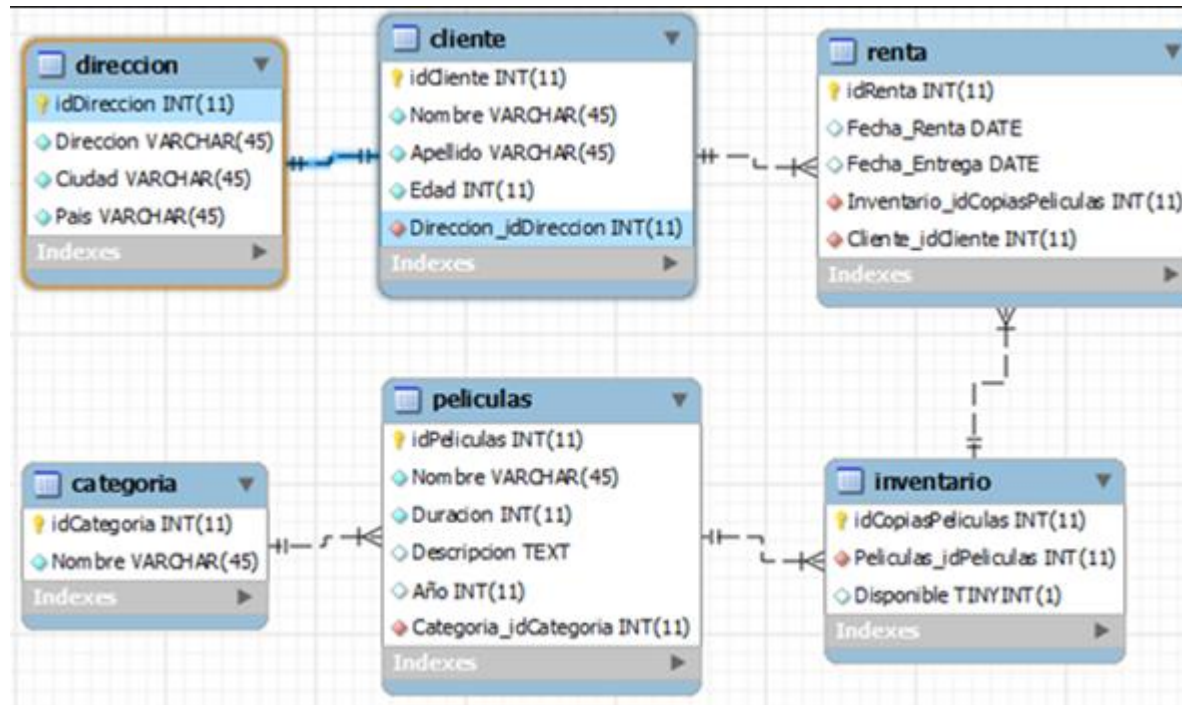 direccion
idDireccion INT(11)
Direccion VARCHAR(45)
Ciudad VARCHAR(45)
Pais VARCHAR(45)
Indexes
cliente
idCliente INT(11)
Nombre VARCHAR(45)
Apellido VARCHAR(45)
Edad INT(11)
Direccion_idDireccion INT(11)
Indexes
renta
idRenta INT(11)
Fecha_Renta DATE
Fecha_Entrega DATE
Inventario_idCopiasPeliculas INT(11)
Cliente_idCliente INT(11)
Indexes
categoria
idCategoria INT(11)
Nombre VARCHAR(45)
Indexes
peliculas
idPeliculas INT(11)
Nombre VARCHAR(45)
Duracion INT(11)
Descripcion TEXT
Año INT(11)
Categoria_idCategoria INT(11)
Indexes
inventario
idCopiasPeliculas INT(11)
Peliculas_idPeliculas INT(11)
Disponible TINYINT(1)
Indexes